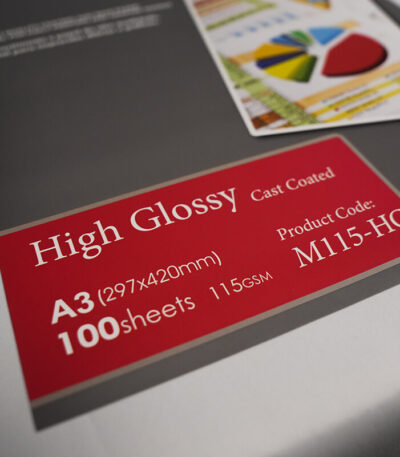 High Glossy Cast Coated
A3 (297x420mm)
100sheets 115GSM
Product Code:
M115-HG